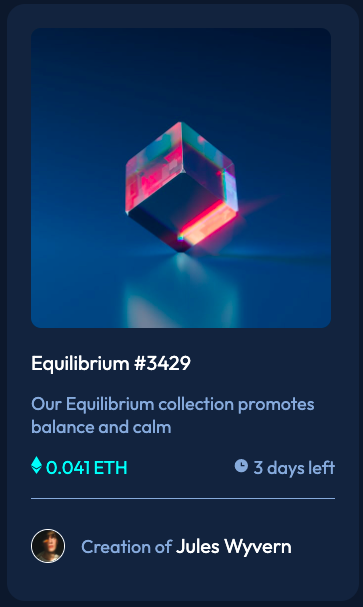 Equilibrium #3429
Our Equilibrium collection promotes
balance and calm
0.041 ETH
3 days left
Creation of Jules Wyvern